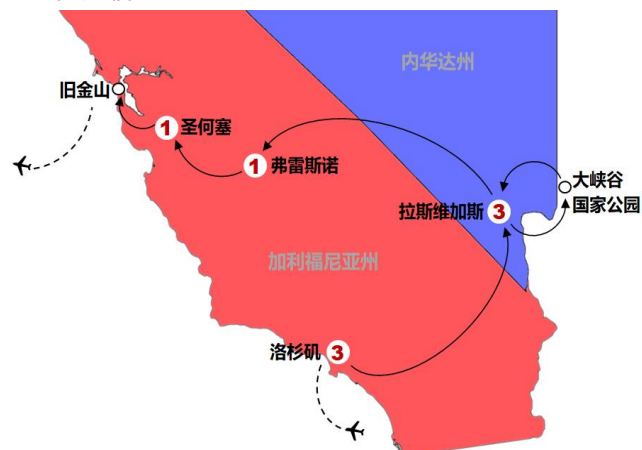 内华达州
旧金山
1 圣何塞
1 弗雷斯诺
大峡谷
国家公园
拉斯维加斯 3
加利福尼亚州
洛杉矶 3